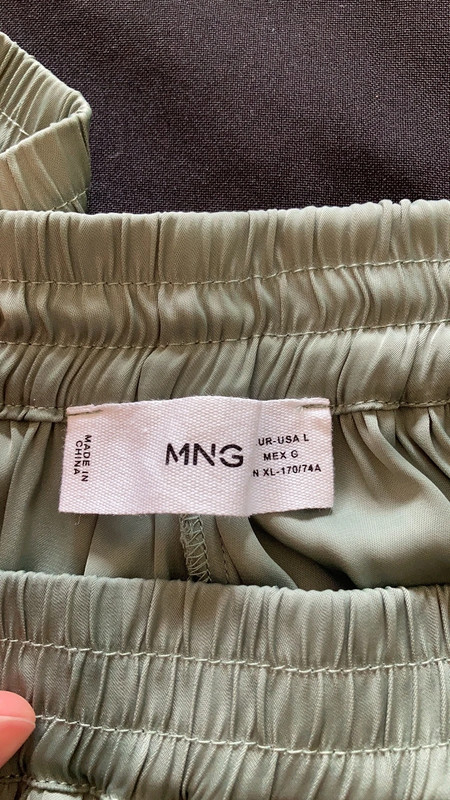 MADE IN
CHINA
MNG
UR-USA L
MEX G
N XL-170/74A